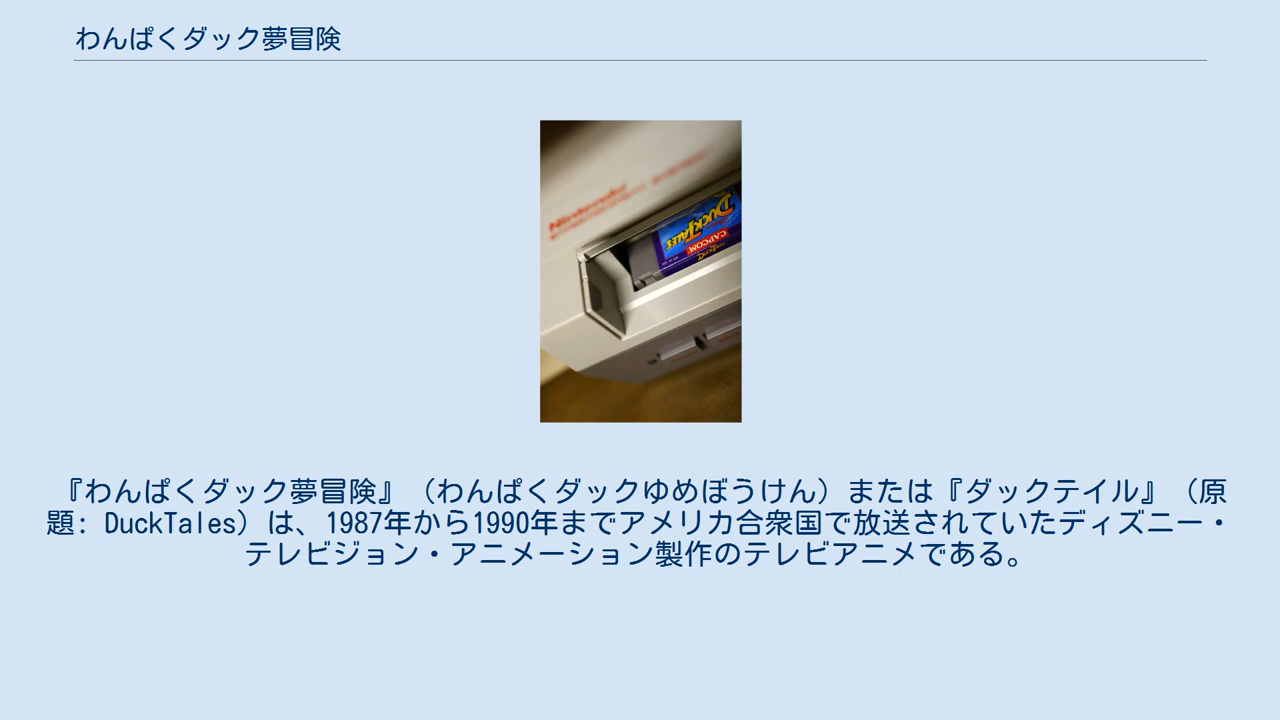 わんぱくダック夢冒険
Nintendo
DUCKTALES
CAPCOM
『わんぱくダック夢冒険』（わんぱくダックゆめぼうけん）または『ダックテイル』（原
題: DuckTales）は、1987年から1990年までアメリカ合衆国で放送されていたディズニー・
テレビジョン・アニメーション製作のテレビアニメである。